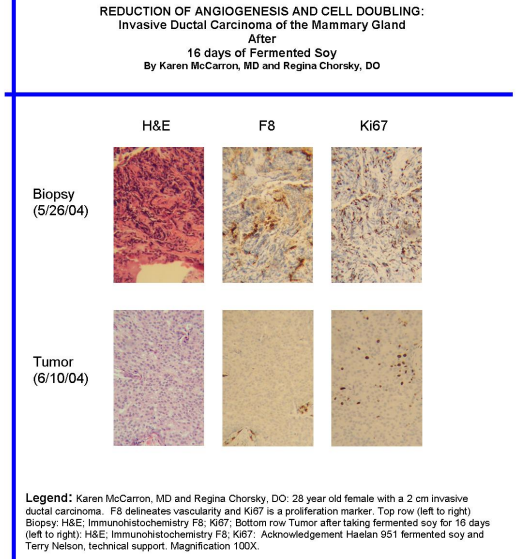 REDUCTION OF ANGIOGENESIS AND CELL DOUBLING:
Invasive Ductal Carcinoma of the Mammary Gland
After
16 days of Fermented Soy
By Karen McCarron, MD and Regina Chorsky, DO
H&E F8 Ki67
Biopsy
(5/26/04)
Tumor
(6/10/04)
Legend: Karen McCarron, MD and Regina Chorsky, DO: 28 year old female with a 2 cm invasive
ductal carcinoma. F8 delineates vascularity and Ki67 is a proliferation marker. Top row (left to right)
Biopsy: H&E; Immunohistochemistry F8; Ki67; Bottom row Tumor after taking fermented soy for 16 days
(left to right): H&E; Immunohistochemistry F8; Ki67: Acknowledgement Haelan 951 fermented soy and
Terry Nelson, technical support. Magnification 100X.